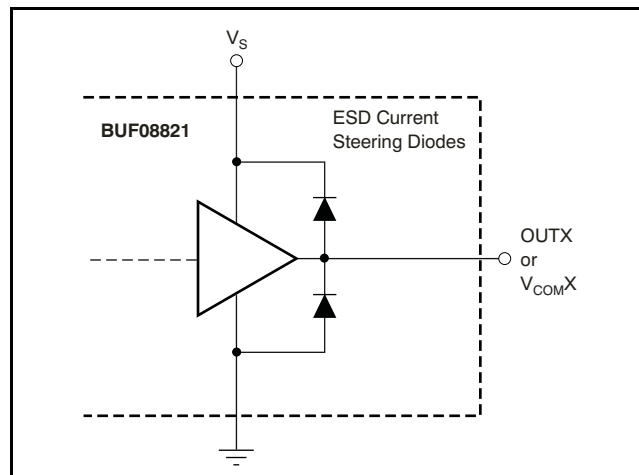 V_S
BUF08821
ESD Current
Steering Diodes
OUTX
or
V_COMX